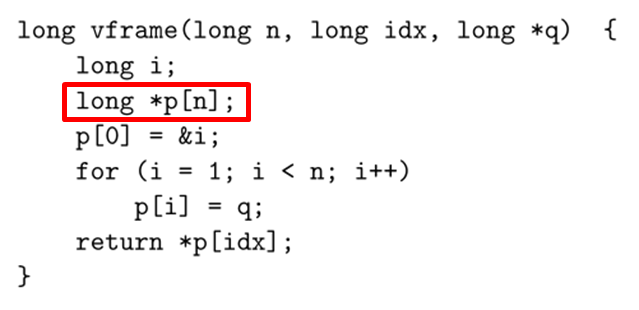 long vframe(long n, long idx, long *q)  {
    long i;
    long *p[n];
    p[0] = &i;
    for (i = 1; i < n; i++)
        p[i] = q;
    return *p[idx];
}